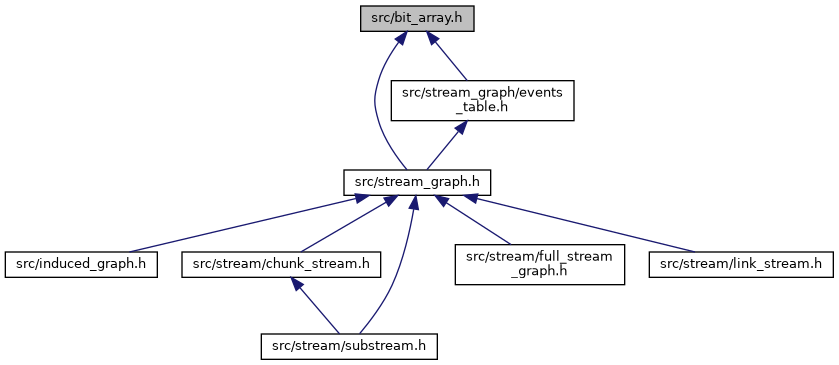 src/bit_array.h
src/stream_graph/events
_table.h
src/stream_graph.h
src/induced_graph.h
src/stream/chunk_stream.h
src/stream/full_stream
_graph.h
src/stream/link_stream.h
src/stream/substream.h